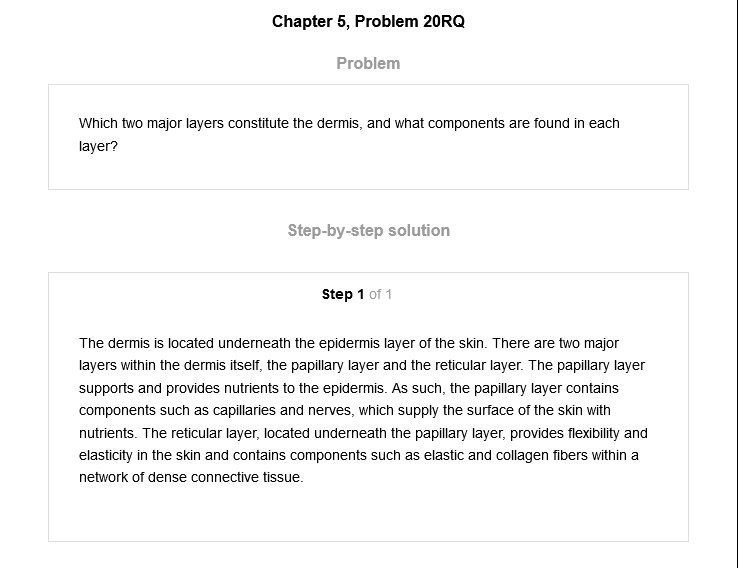 Chapter 5, Problem 20RQ
Problem
Which two major layers constitute the dermis, and what components are found in each
layer?
Step-by-step solution
Step 1 of 1
The dermis is located underneath the epidermis layer of the skin. There are two major
layers within the dermis itself, the papillary layer and the reticular layer. The papillary layer
supports and provides nutrients to the epidermis. As such, the papillary layer contains
components such as capillaries and nerves, which supply the surface of the skin with
nutrients. The reticular layer, located underneath the papillary layer, provides flexibility and
elasticity in the skin and contains components such as elastic and collagen fibers within a
network of dense connective tissue.